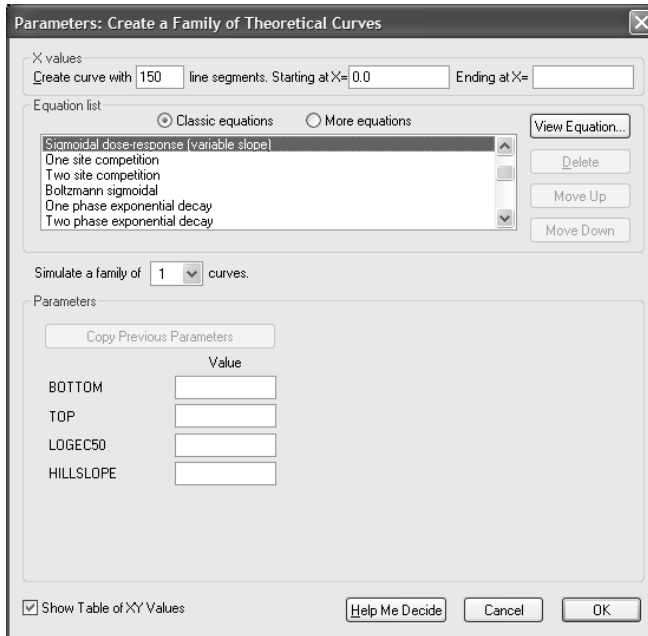 Parameters: Create a Family of Theoretical Curves
X values
Create curve with 150 line segments. Starting at X= 0.0 Ending at X=
Equation list
Classic equations More equations
View Equation...
Sigmoidal dose-response (variable slope)
One site competition
Two site competition
Boltzmann sigmoidal
One phase exponential decay
Two phase exponential decay
Delete
Move Up
Move Down
Simulate a family of 1 curves.
Parameters
Copy Previous Parameters
Value
BOTTOM
TOP
LOGEC50
HILLSLOPE
Show Table of XY Values
Help Me Decide
Cancel
OK